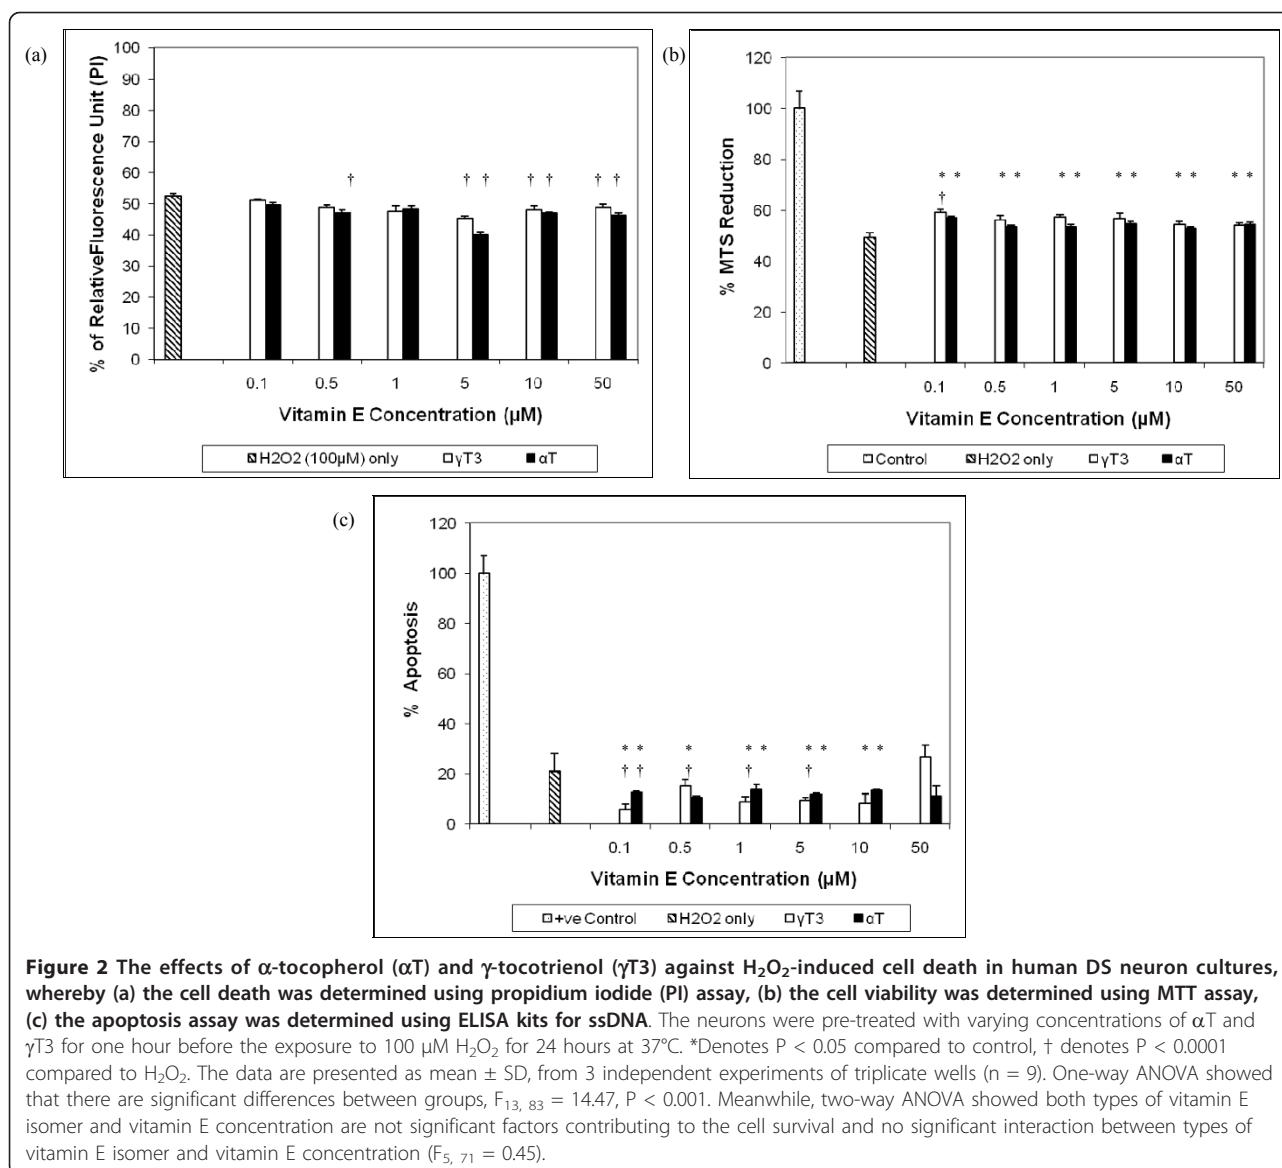 (a)
100
90
80
70
60
50
40
30
20
10
0
% of RelativeFluorescence Unit (PI)
†
† †
† †
† †
0.1 0.5 1 5 10 50
Vitamin E Concentration (µM)
H2O2 (100µM) only γT3 αT
(b)
120
100
80
60
40
20
0
% MTS Reduction
* * * * * * * * * * * *
†
0.1 0.5 1 5 10 50
Vitamin E Concentration (µM)
Control H2O2 only γT3 αT
(c)
120
100
80
60
40
20
0
% Apoptosis
* * * * * * * * *
† † † † †
0.1 0.5 1 5 10 50
Vitamin E Concentration (µM)
+ve Control H2O2 only γT3 αT
Figure 2 The effects of α-tocopherol (αT) and γ-tocotrienol (γT3) against H₂O₂-induced cell death in human DS neuron cultures,
whereby (a) the cell death was determined using propidium iodide (PI) assay, (b) the cell viability was determined using MTT assay,
(c) the apoptosis assay was determined using ELISA kits for ssDNA. The neurons were pre-treated with varying concentrations of αT and
γT3 for one hour before the exposure to 100 µM H₂O₂ for 24 hours at 37°C. *Denotes P < 0.05 compared to control, † denotes P < 0.0001
compared to H₂O₂. The data are presented as mean ± SD, from 3 independent experiments of triplicate wells (n = 9). One-way ANOVA showed
that there are significant differences between groups, F₁₃, ₈₃ = 14.47, P < 0.001. Meanwhile, two-way ANOVA showed both types of vitamin E
isomer and vitamin E concentration are not significant factors contributing to the cell survival and no significant interaction between types of
vitamin E isomer and vitamin E concentration (F₅, ₇₁ = 0.45).